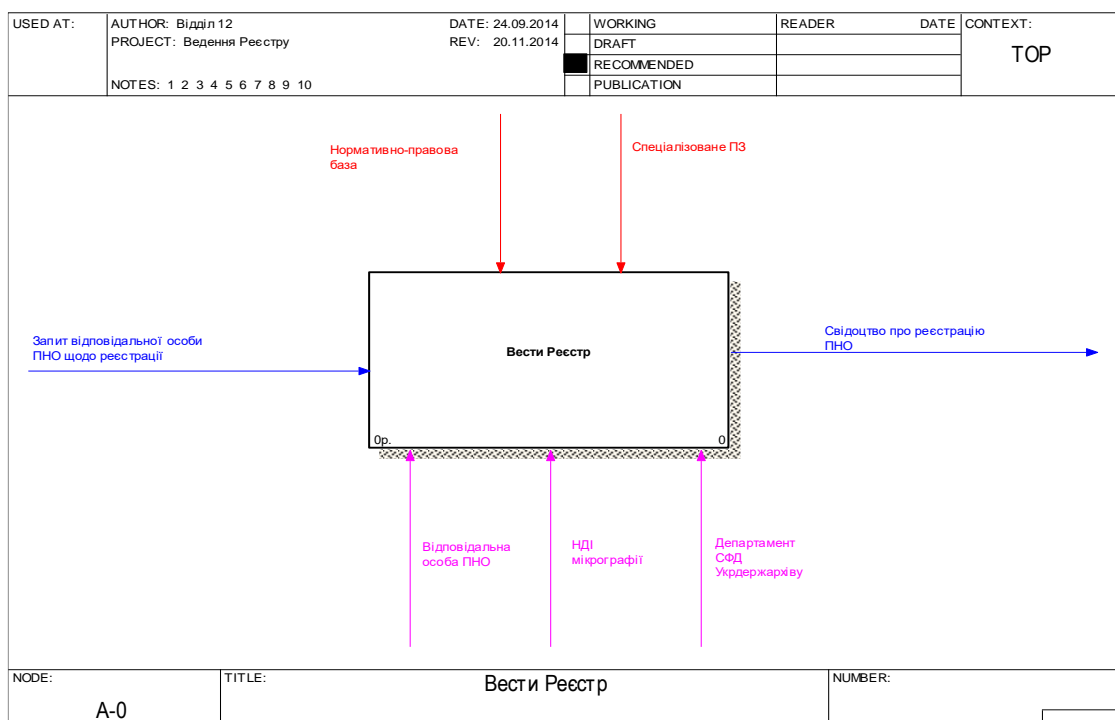 USED AT:
AUTHOR: Відділ 12
DATE: 24.09.2014
WORKING
READER
DATE
CONTEXT:
PROJECT: Ведення Реєстру
REV: 20.11.2014
DRAFT
TOP
RECOMMENDED
NOTES: 1 2 3 4 5 6 7 8 9 10
PUBLICATION
Нормативно-правова
база
Спеціалізоване ПЗ
Запит відповідальної особи
ПНО щодо реєстрації
Вести Реєстр
Свідоцтво про реєстрацію
ПНО
0р.
0
Відповідальна
особа ПНО
НДІ
мікрографії
Департамент
СФД
Укрдержархіву
NODE:
TITLE:
Вести Реєстр
NUMBER:
A-0